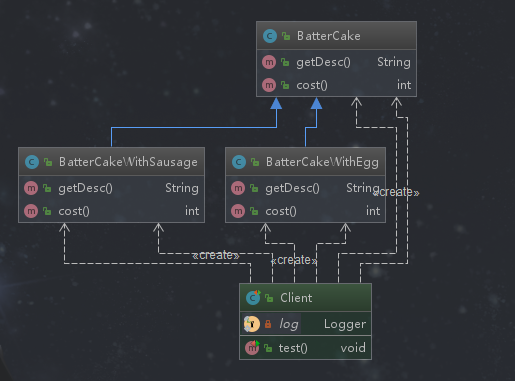 BatterCake
getDesc() String
cost() int
BatterCakeWithSausage
getDesc() String
cost() int
BatterCakeWithEgg
getDesc() String
cost() int
«create»
«create»
«create»
Client
log Logger
test() void